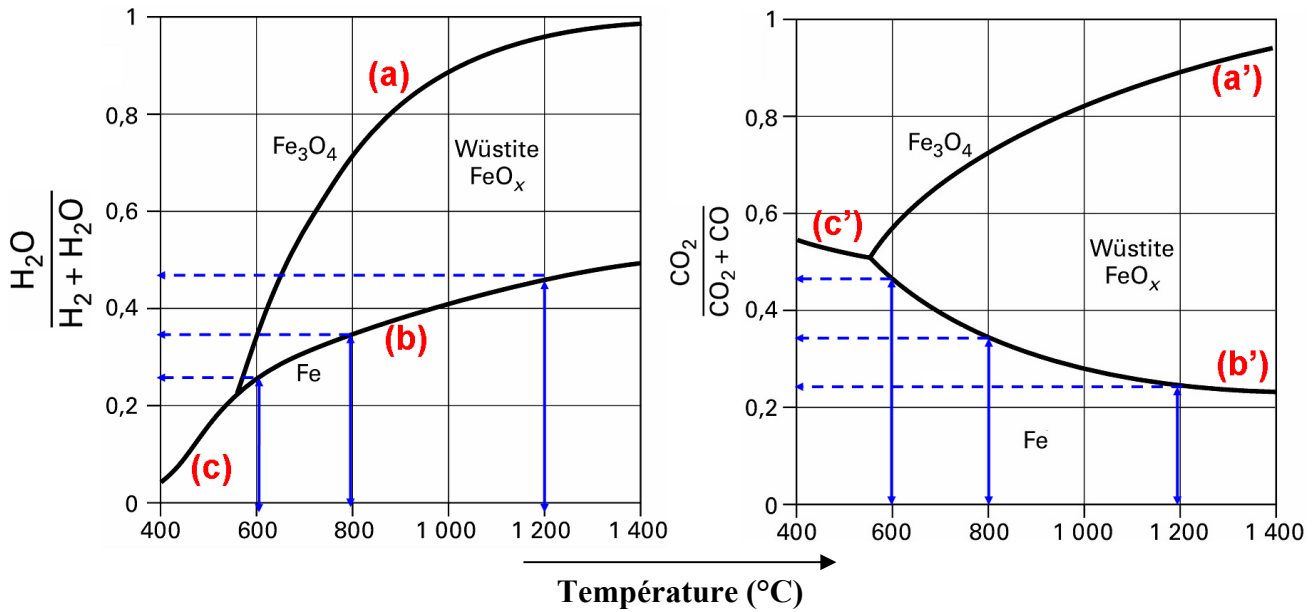 H₂O
H₂ + H₂O
1
0,8
0,6
0,4
0,2
0
400
600
800
1 000
1 200
1 400
(a)
Fe₃O₄
Wüstite
FeOₓ
(b)
Fe
(c)
CO₂
CO₂ + CO
1
0,8
0,6
0,4
0,2
0
400
600
800
1 000
1 200
1 400
(a’)
Fe₃O₄
(c’)
Wüstite
FeOₓ
(b’)
Fe
Température (°C)